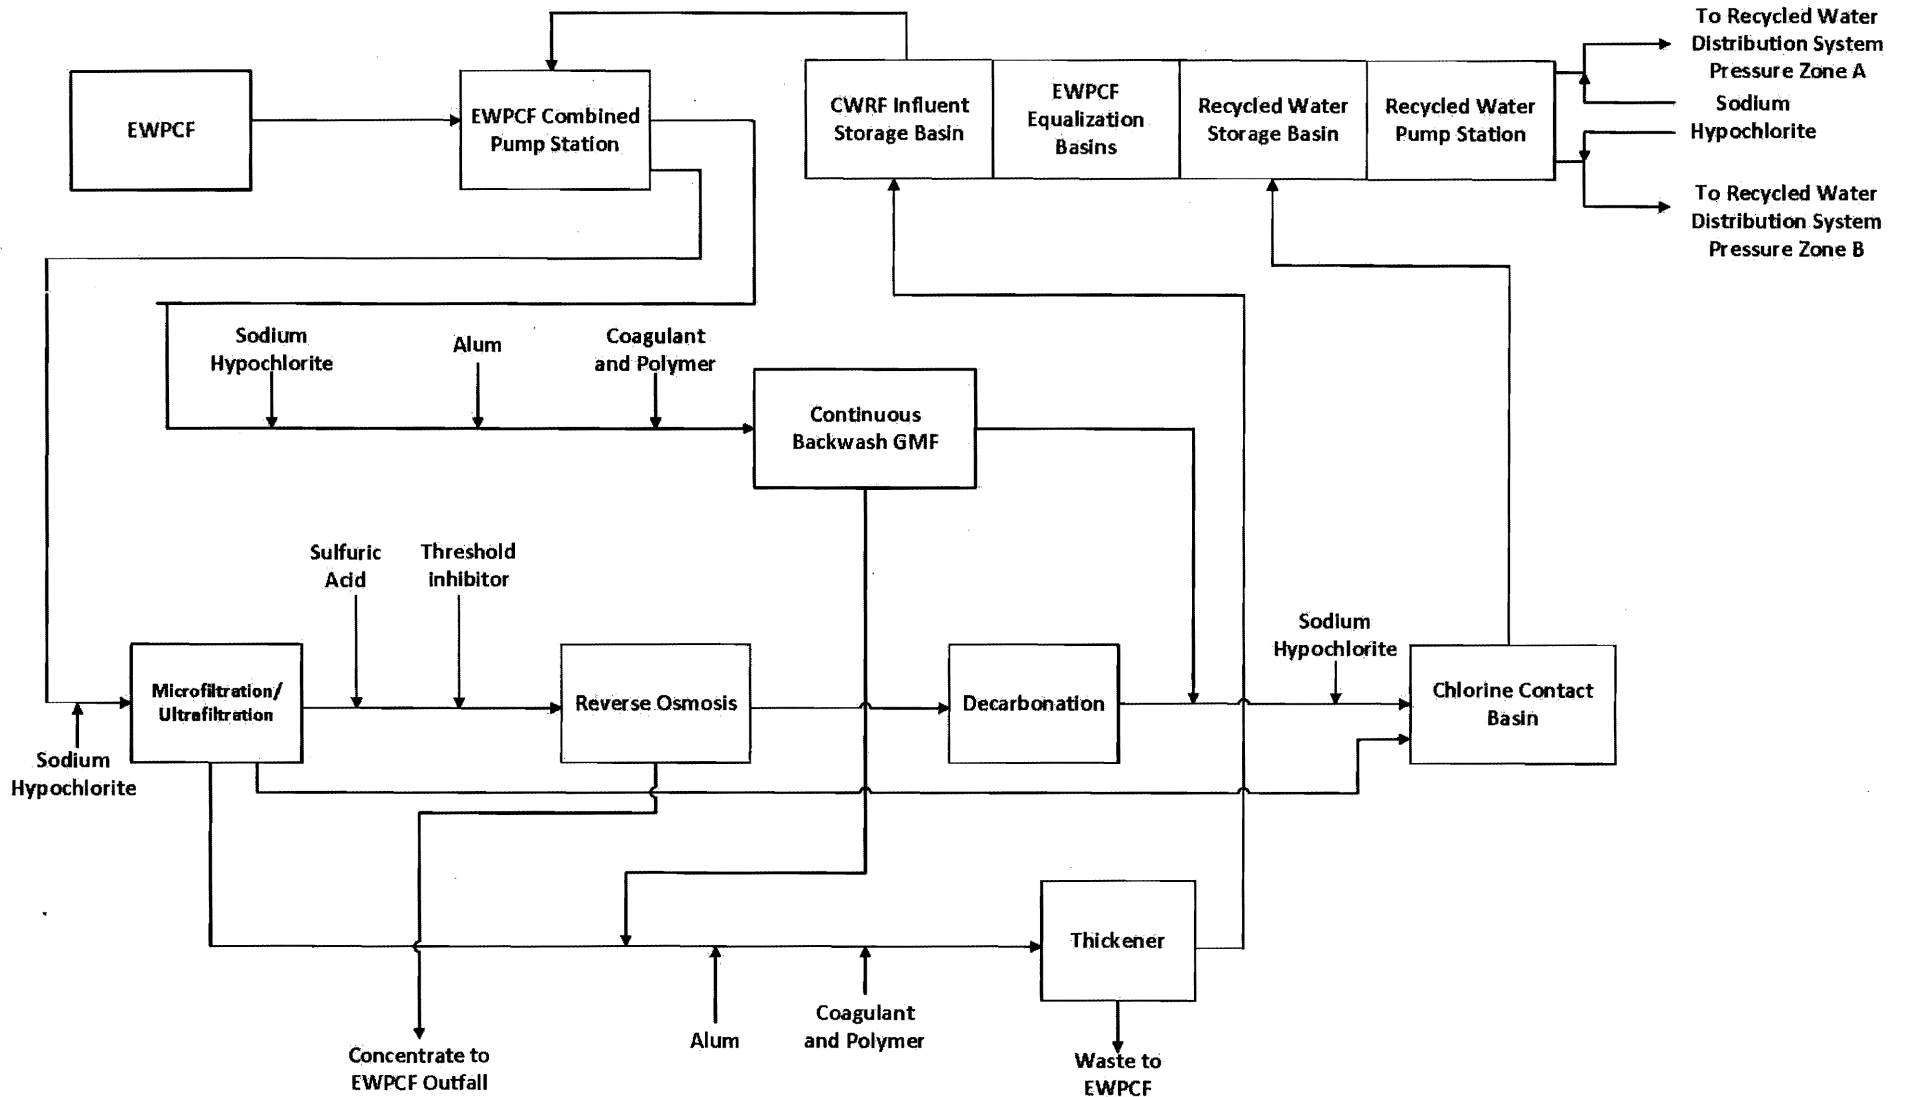 To Recycled Water
Distribution System
Pressure Zone A
EWPCF
EWPCF Combined
Pump Station
CWRF Influent
Storage Basin
EWPCF
Equalization
Basins
Recycled Water
Storage Basin
Recycled Water
Pump Station
Sodium
Hypochlorite
To Recycled Water
Distribution System
Pressure Zone B
Sodium
Hypochlorite
Alum
Coagulant
and Polymer
Continuous
Backwash GMF
Sulfuric
Acid
Threshold
inhibitor
Sodium
Hypochlorite
Microfiltration/
Ultrafiltration
Reverse Osmosis
Decarbonation
Chlorine Contact
Basin
Sodium
Hypochlorite
Thickener
Alum
Coagulant
and Polymer
Concentrate to
EWPCF Outfall
Waste to
EWPCF